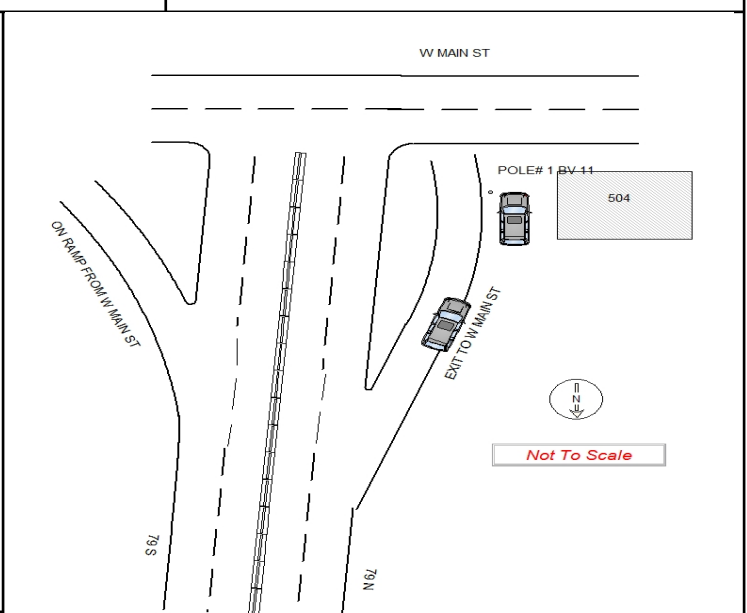 W MAIN ST
POLE# 1 BV 11
504
ON RAMP FROM W MAIN ST
EXIT TO W MAIN ST
N
Not To Scale
79 S
79 N